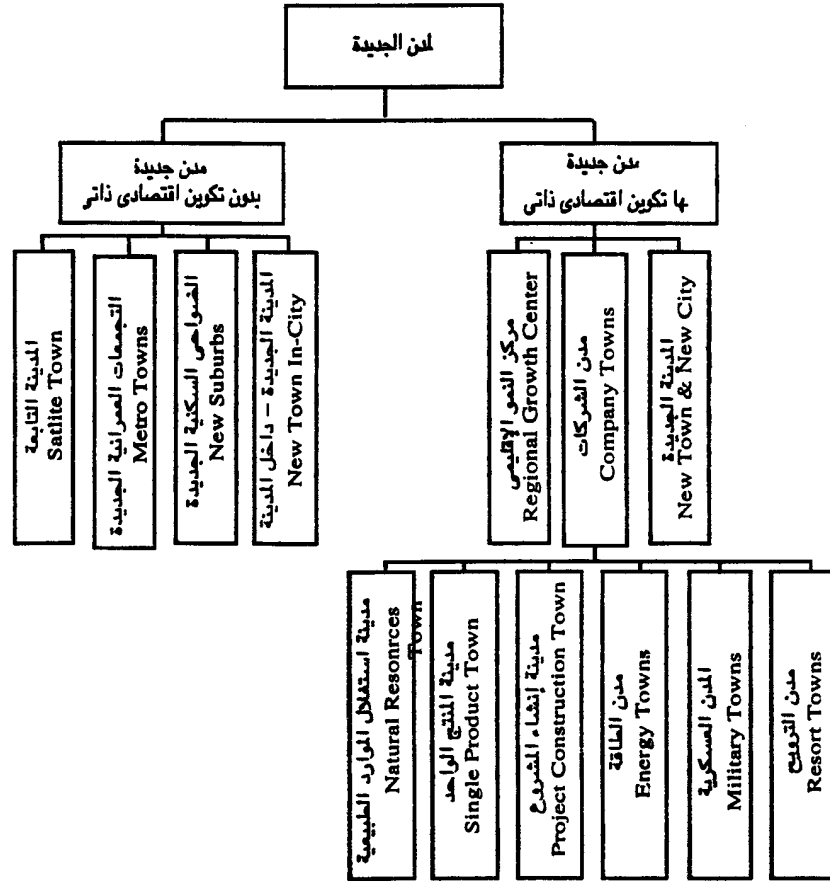 لمدن الجديدة
مدن جديدة
ها تكوين اقتصادى ذاتى
مدن جديدة
بدون تكوين اقتصادى ذاتى
المدينة الجديدة
New Town & New City
مدن الشركات
Company Towns
مركز النمو الإقليمى
Regional Growth Center
المدينة الجديدة – داخل المدينة
New Town In-City
الضواحى السكنية الجديدة
New Suburbs
التجمعات العمرانية الجديدة
Metro Towns
المدينة التابعة
Satlite Town
مدن الترويح
Resort Towns
المدن العسكرية
Military Towns
مدن الطاقة
Energy Towns
مدينة إنشاء المشروع
Project Construction Town
مدينة المنتج الواحد
Single Product Town
مدينة استغلال الموارد الطبيعية
Natural Resonrces
Town